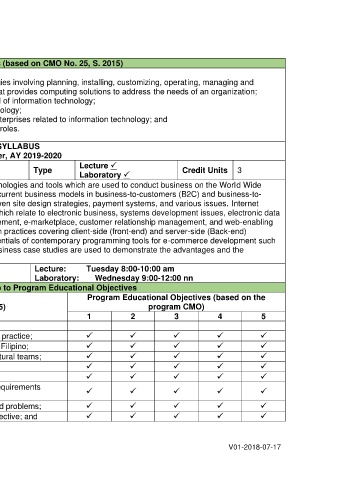 (based on CMO No. 25, S. 2015)
ies involving planning, installing, customizing, operating, managing and
at provides computing solutions to address the needs of an organization;
l of information technology;
ology;
terprises related to information technology; and
roles.
SYLLABUS
er, AY 2019-2020
Type
Lecture ✓
Laboratory ✓
Credit Units
3
nologies and tools which are used to conduct business on the World Wide
current business models in business-to-customers (B2C) and business-to-
ven site design strategies, payment systems, and various issues. Internet
hich relate to electronic business, systems development issues, electronic data
ement, e-marketplace, customer relationship management, and web-enabling
n practices covering client-side (front-end) and server-side (Back-end)
entials of contemporary programming tools for e-commerce development such
siness case studies are used to demonstrate the advantages and the
Lecture: Tuesday 8:00-10:00 am
Laboratory: Wednesday 9:00-12:00 nn
p to Program Educational Objectives
Program Educational Objectives (based on the
program CMO)
5)
1 2 3 4 5
practice; ✓ ✓ ✓ ✓ ✓
Filipino; ✓ ✓ ✓ ✓ ✓
tural teams; ✓ ✓ ✓ ✓ ✓
✓ ✓ ✓ ✓ ✓
✓ ✓ ✓ ✓ ✓
equirements ✓ ✓ ✓ ✓ ✓
d problems; ✓ ✓ ✓ ✓ ✓
ective; and ✓ ✓ ✓ ✓ ✓
V01-2018-07-17